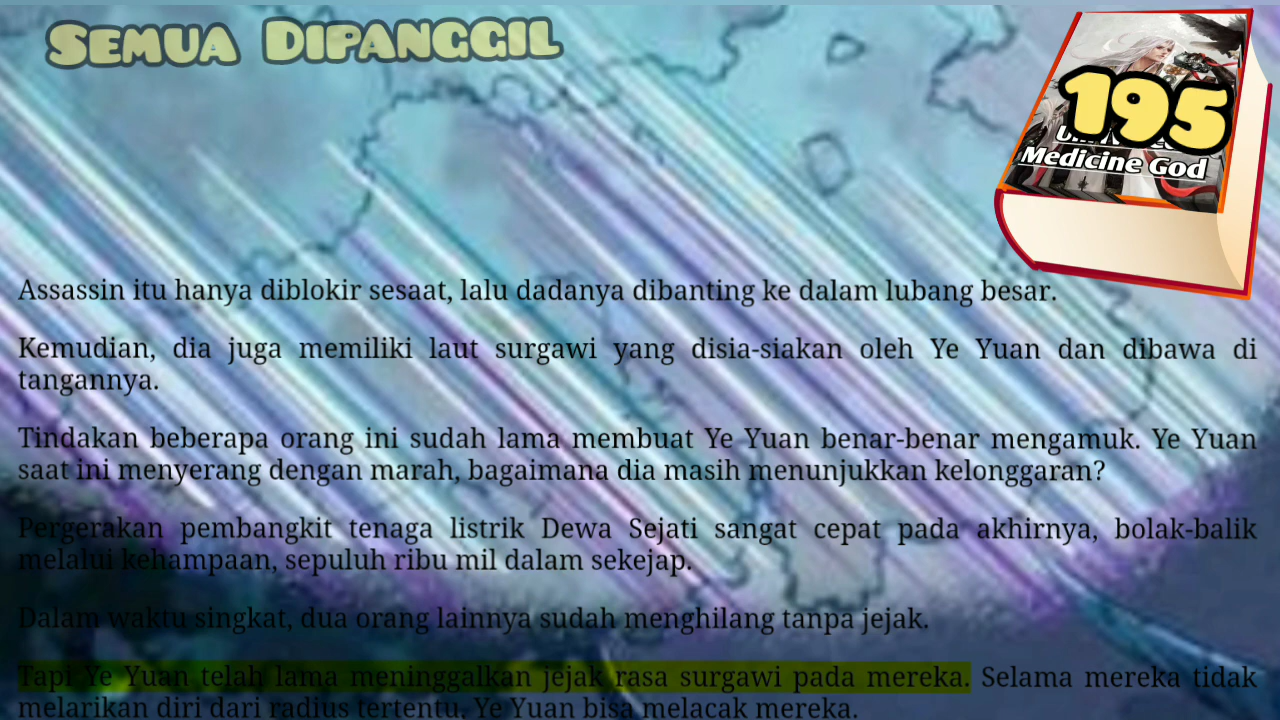 Semua Dipanggil
195
Medicine God
Assassin itu hanya diblokir sesaat, lalu dadanya dibanting ke dalam lubang besar.
Kemudian, dia juga memiliki laut surgawi yang disia-siakan oleh Ye Yuan dan dibawa di
tangannya.
Tindakan beberapa orang ini sudah lama membuat Ye Yuan benar-benar mengamuk. Ye Yuan
saat ini menyerang dengan marah, bagaimana dia masih menunjukkan kelonggaran?
Pergerakan pembangkit tenaga listrik Dewa Sejati sangat cepat pada akhirnya, bolak-balik
melalui kehampaan, sepuluh ribu mil dalam sekejap.
Dalam waktu singkat, dua orang lainnya sudah menghilang tanpa jejak.
Tapi Ye Yuan telah lama meninggalkan jejak rasa surgawi pada mereka. Selama mereka tidak
melarikan diri dari radius tertentu, Ye Yuan bisa melacak mereka.